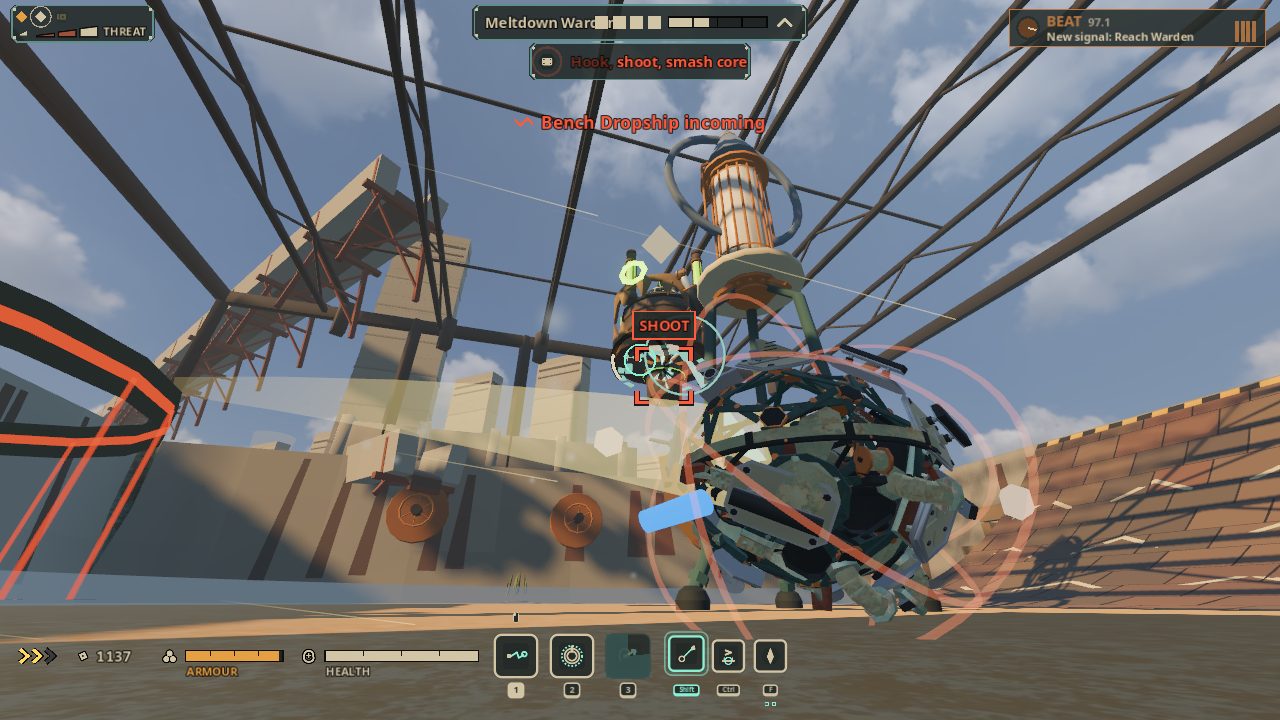 THREAT
Meltdown Warden
BEAT 97.1
New signal: Reach Warden
Hook, shoot, smash core
Bench Dropship incoming
SHOOT
1137
ARMOUR
HEALTH
1
2
3
Shift
Ctrl
F